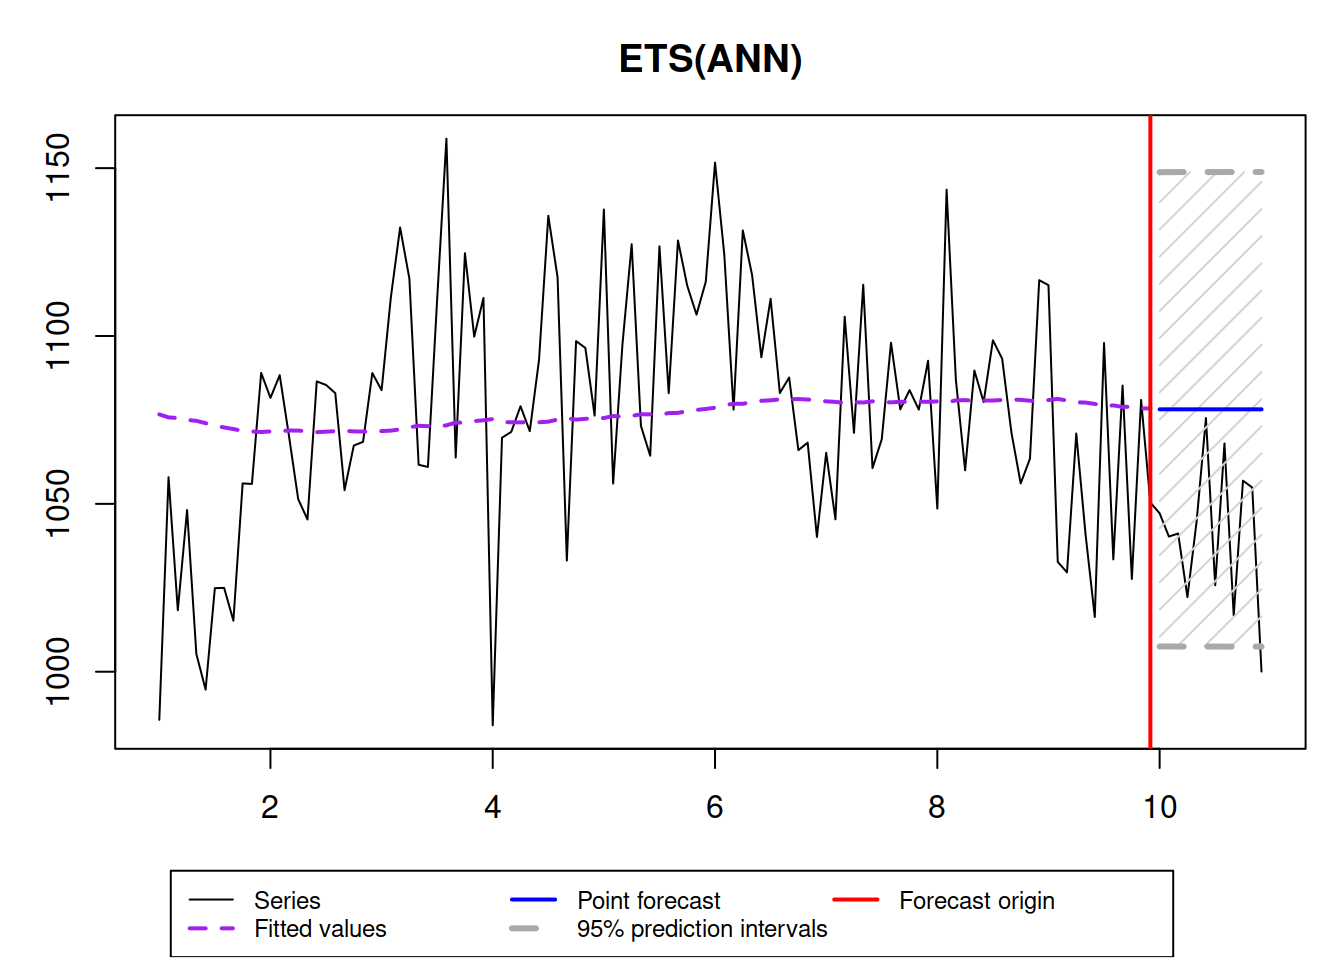 ETS(ANN)
1150
1100
1050
1000
2 4 6 8 10
Series Point forecast Forecast origin
Fitted values 95% prediction intervals